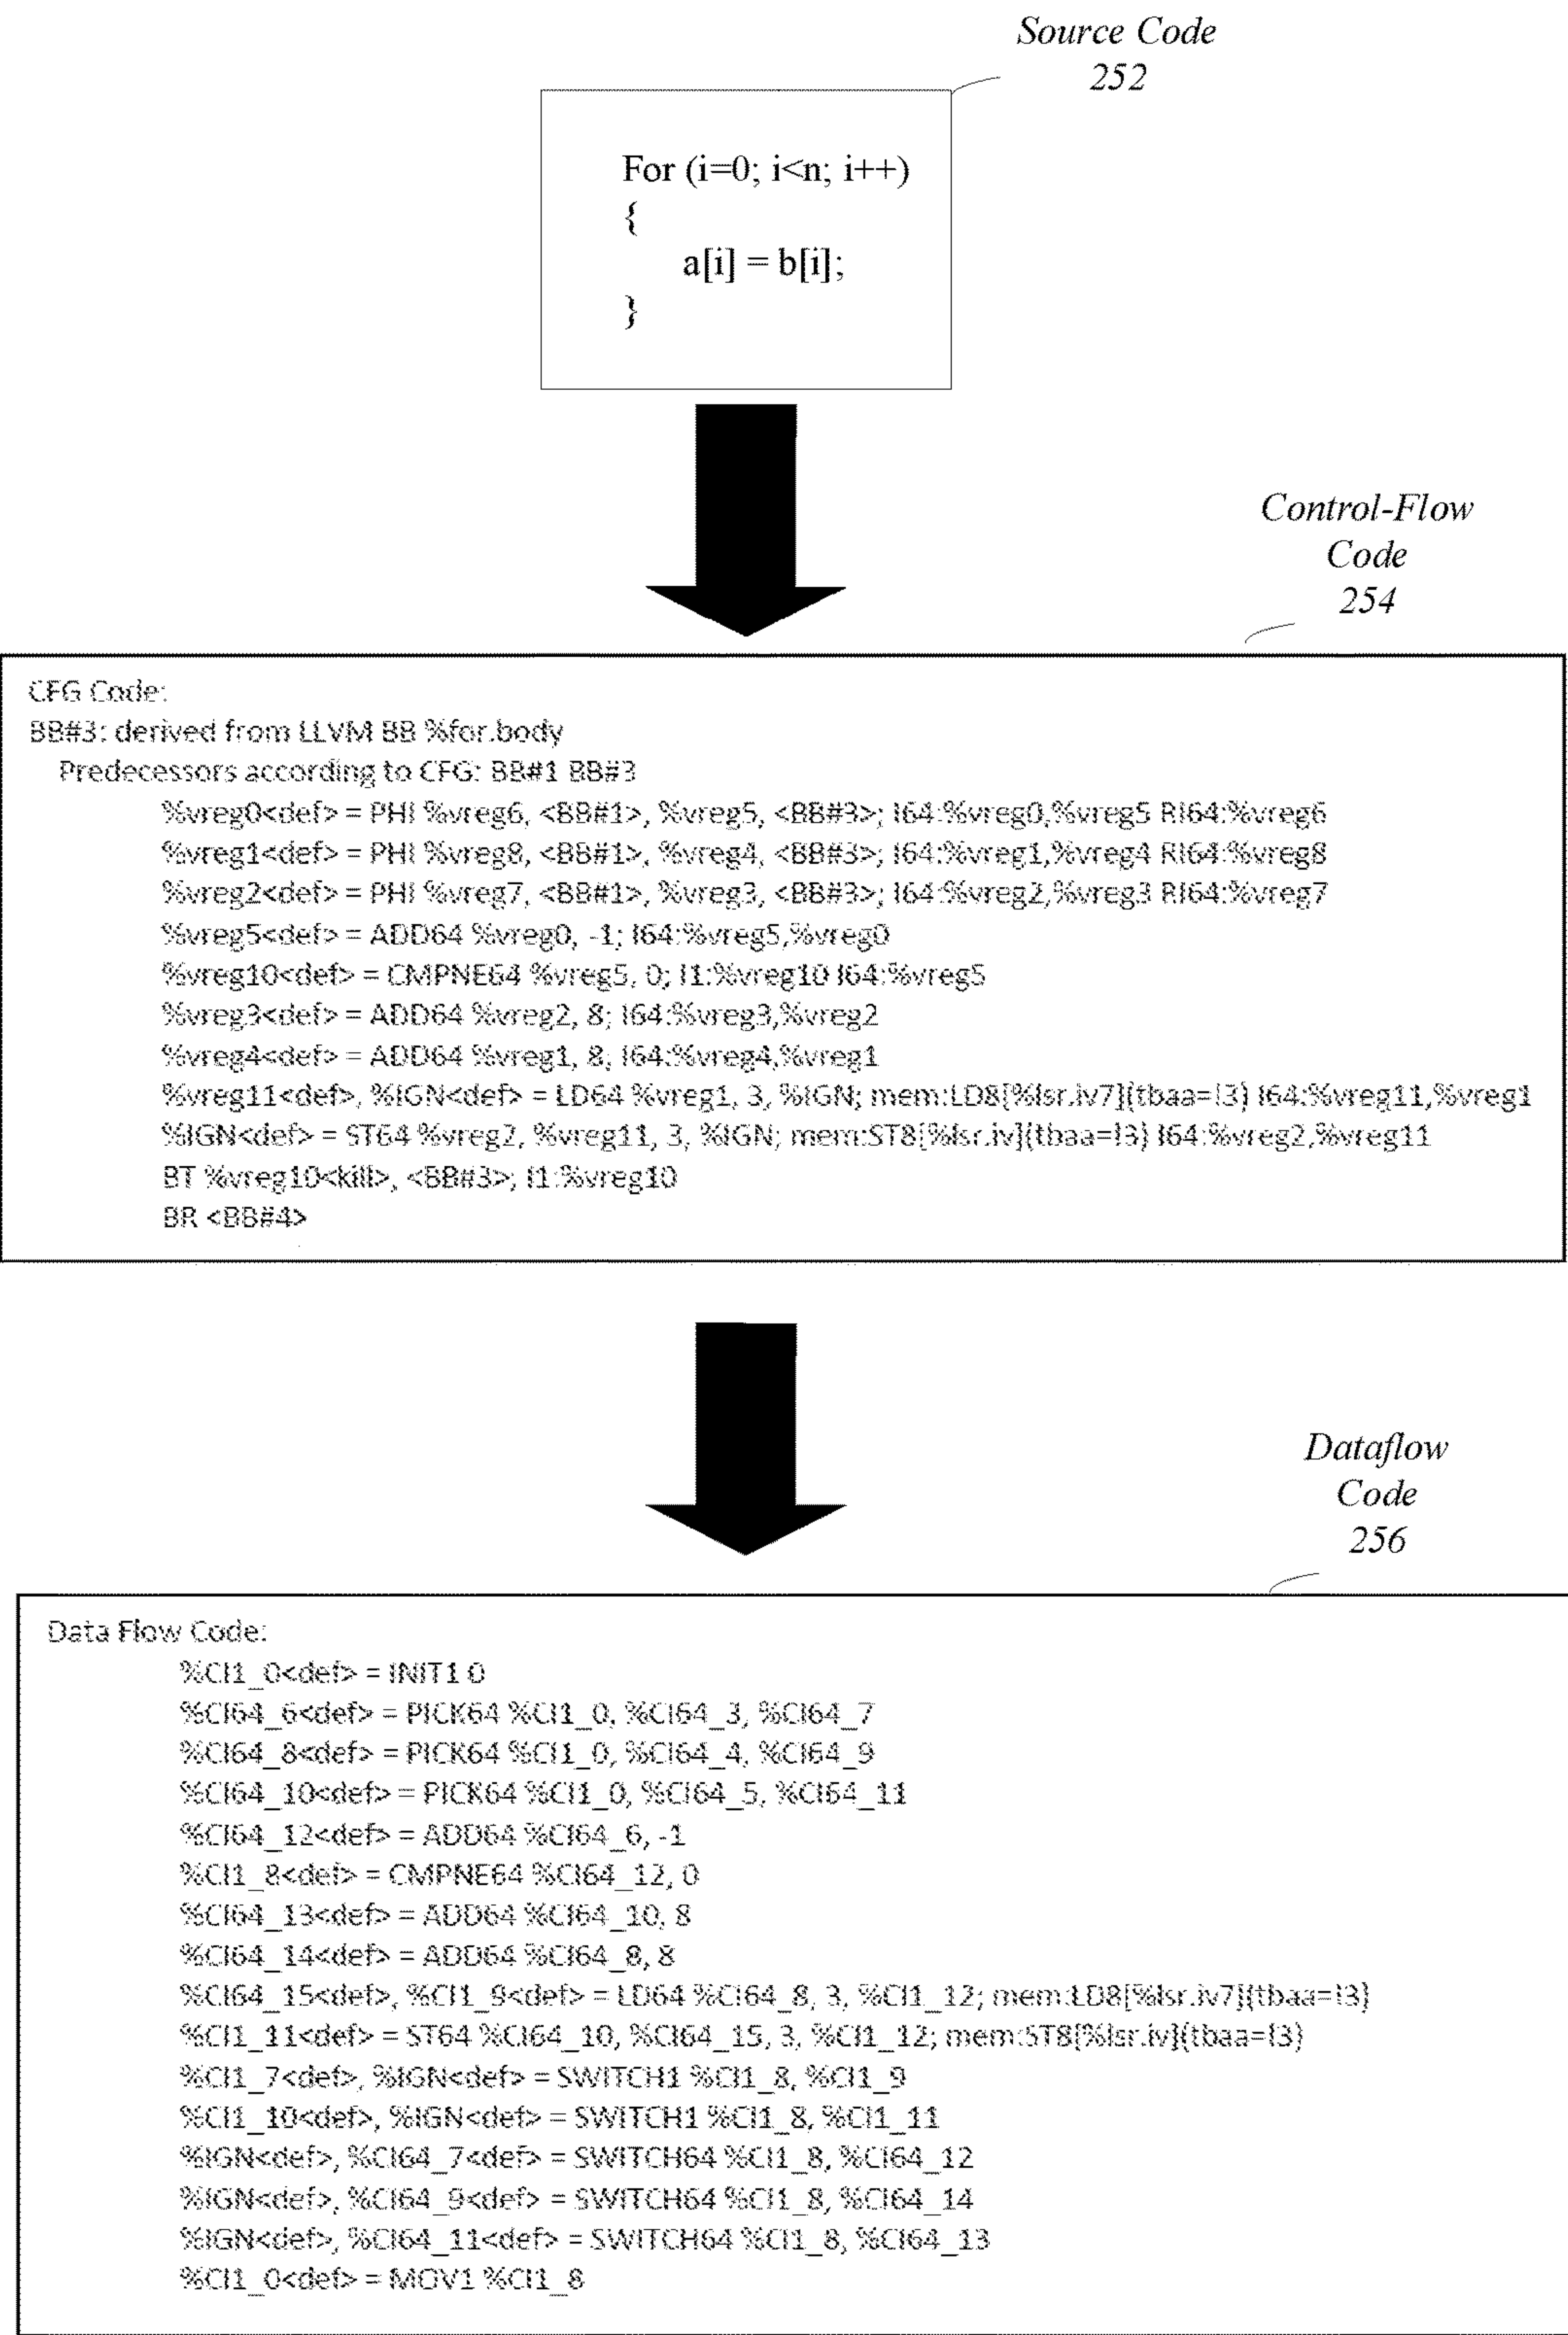 Source Code
252
For (i=0; i<n; i++)
{
a[i] = b[i];
}
Control-Flow
Code
254
CFG Code:
BB#3: derived from LLVM BB %for.body
Predecessors according to CFG: BB#1 BB#3
%vreg0<def> = PHI %vreg6, <BB#1>, %vreg5, <BB#3>; I64:%vreg0,%vreg5 RI64:%vreg6
%vreg1<def> = PHI %vreg8, <BB#1>, %vreg4, <BB#3>; I64:%vreg1,%vreg4 RI64:%vreg8
%vreg2<def> = PHI %vreg7, <BB#1>, %vreg3, <BB#3>; I64:%vreg2,%vreg3 RI64:%vreg7
%vreg5<def> = ADD64 %vreg0, -1; I64:%vreg5,%vreg0
%vreg10<def> = CMPNE64 %vreg5, 0; I1:%vreg10 I64:%vreg5
%vreg3<def> = ADD64 %vreg2, 8; I64:%vreg3,%vreg2
%vreg4<def> = ADD64 %vreg1, 8; I64:%vreg4,%vreg1
%vreg11<def>, %IGN<def> = LD64 %vreg1, 3, %IGN; mem:LD8[%lsr.iv7](tbaa=!3) I64:%vreg11,%vreg1
%IGN<def> = ST64 %vreg2, %vreg11, 3, %IGN; mem:ST8[%lsr.iv](tbaa=!3) I64:%vreg2,%vreg11
BT %vreg10<kill>, <BB#3>; I1:%vreg10
BR <BB#4>
Dataflow
Code
256
Data Flow Code:
%CI1_0<def> = INIT1 0
%CI64_6<def> = PICK64 %CI1_0, %CI64_3, %CI64_7
%CI64_8<def> = PICK64 %CI1_0, %CI64_4, %CI64_9
%CI64_10<def> = PICK64 %CI1_0, %CI64_5, %CI64_11
%CI64_12<def> = ADD64 %CI64_6, -1
%CI1_8<def> = CMPNE64 %CI64_12, 0
%CI64_13<def> = ADD64 %CI64_10, 8
%CI64_14<def> = ADD64 %CI64_8, 8
%CI64_15<def>, %CI1_9<def> = LD64 %CI64_8, 3, %CI1_12; mem:LD8[%lsr.iv7](tbaa=!3)
%CI1_11<def> = ST64 %CI64_10, %CI64_15, 3, %CI1_12; mem:ST8[%lsr.iv](tbaa=!3)
%CI1_7<def>, %IGN<def> = SWITCH1 %CI1_8, %CI1_9
%CI1_10<def>, %IGN<def> = SWITCH1 %CI1_8, %CI1_11
%IGN<def>, %CI64_7<def> = SWITCH64 %CI1_8, %CI64_12
%IGN<def>, %CI64_9<def> = SWITCH64 %CI1_8, %CI64_14
%IGN<def>, %CI64_11<def> = SWITCH64 %CI1_8, %CI64_13
%CI1_0<def> = MOV1 %CI1_8